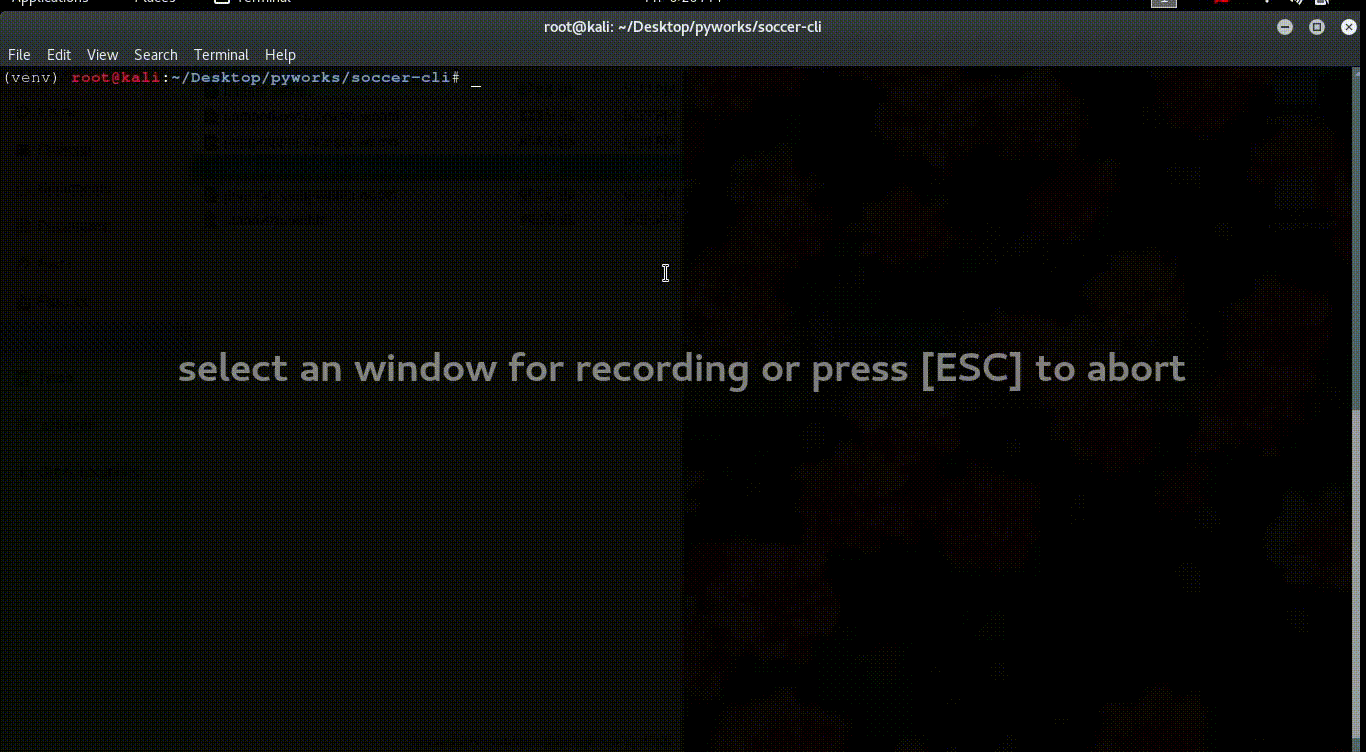 Applications Places Terminal
root@kali: ~/Desktop/pyworks/soccer-cli
File Edit View Search Terminal Help
(venv) root@kali:~/Desktop/pyworks/soccer-cli#
select an window for recording or press [ESC] to abort